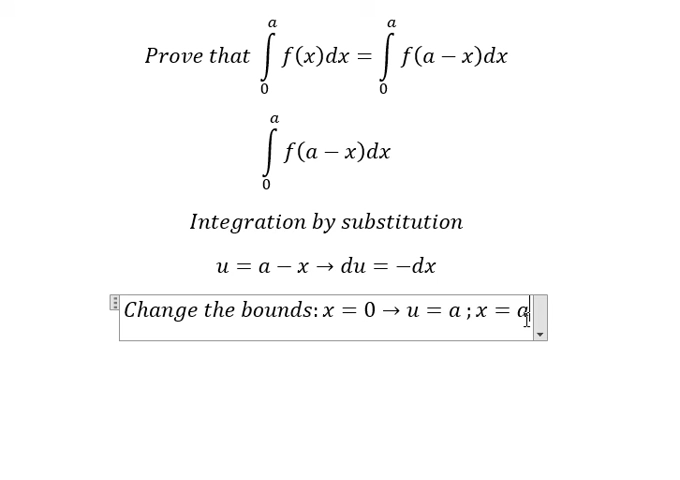 Prove that ∫₀ᵃ f(x)dx = ∫₀ᵃ f(a − x)dx
∫₀ᵃ f(a − x)dx
Integration by substitution
u = a − x → du = −dx
Change the bounds: x = 0 → u = a ; x = a